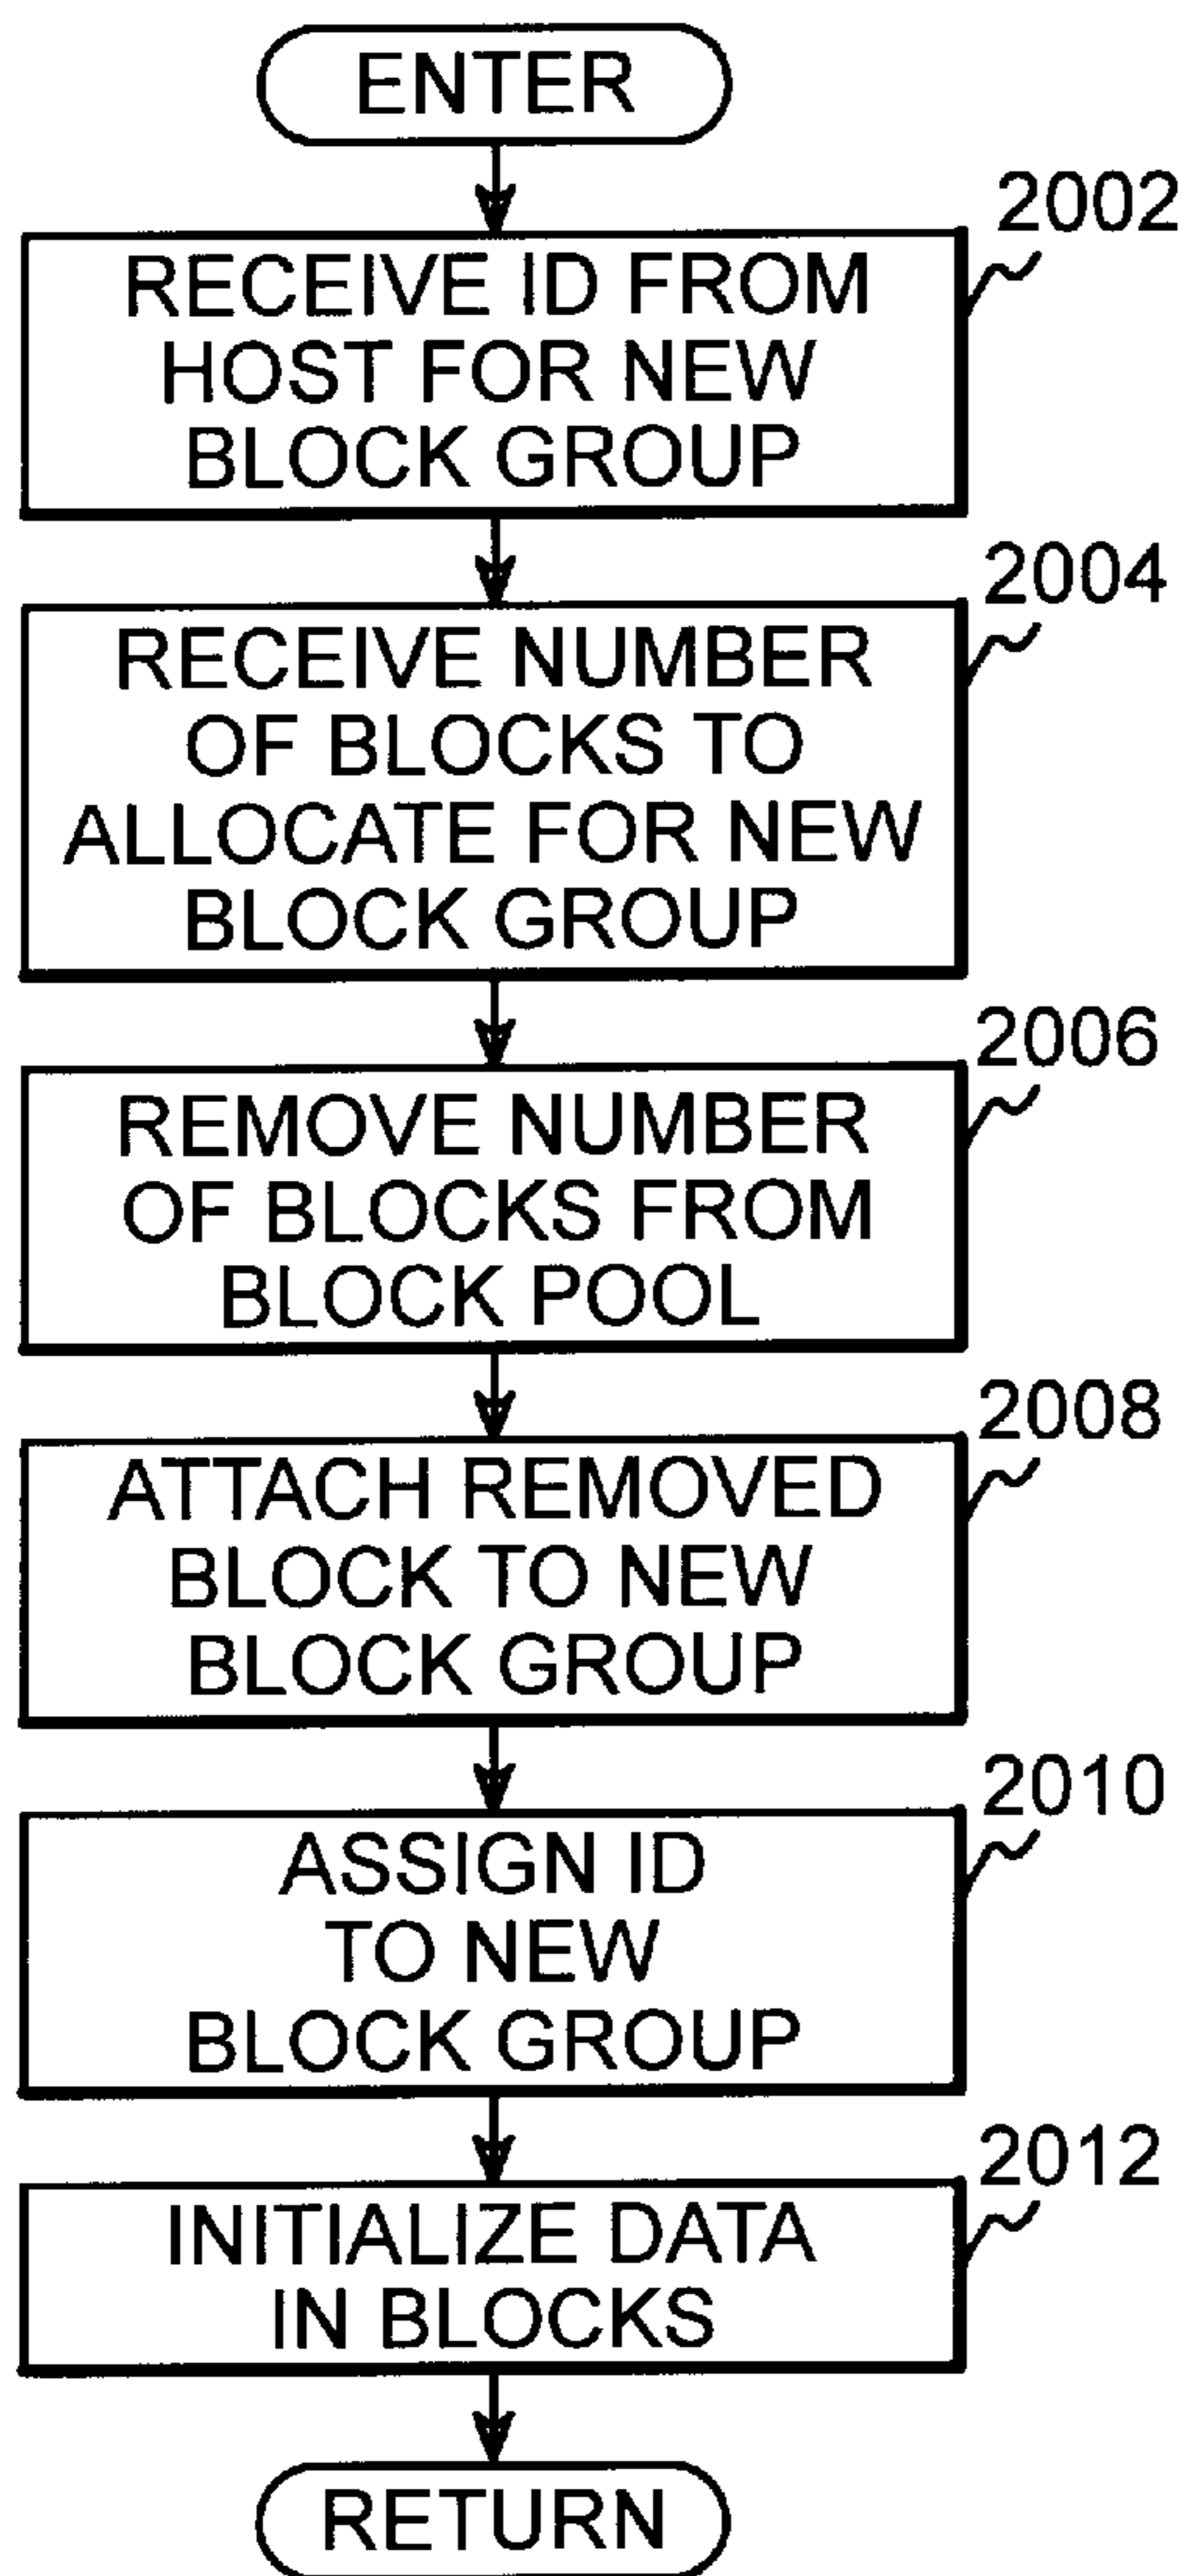 ENTER
2002
RECEIVE ID FROM
HOST FOR NEW
BLOCK GROUP
2004
RECEIVE NUMBER
OF BLOCKS TO
ALLOCATE FOR NEW
BLOCK GROUP
2006
REMOVE NUMBER
OF BLOCKS FROM
BLOCK POOL
2008
ATTACH REMOVED
BLOCK TO NEW
BLOCK GROUP
2010
ASSIGN ID
TO NEW
BLOCK GROUP
2012
INITIALIZE DATA
IN BLOCKS
RETURN